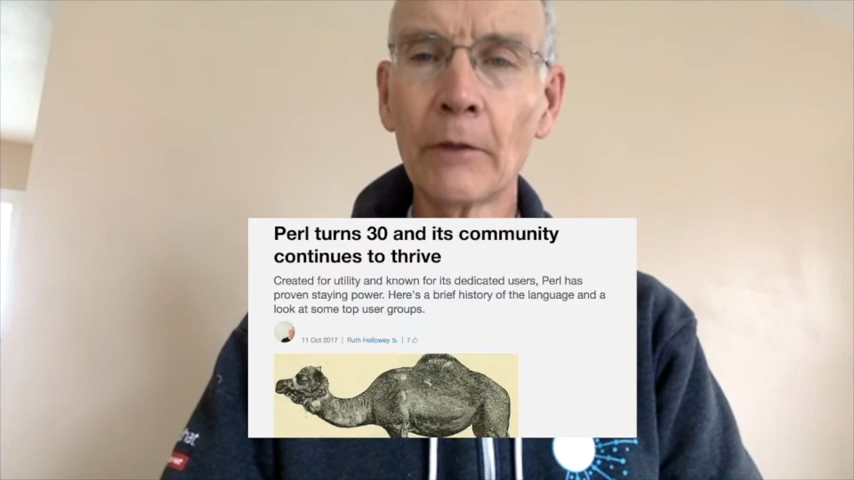 Perl turns 30 and its community
continues to thrive
Created for utility and known for its dedicated users, Perl has
proven staying power. Here's a brief history of the language and a
look at some top user groups.
11 Oct 2017 | Ruth Holloway | 7